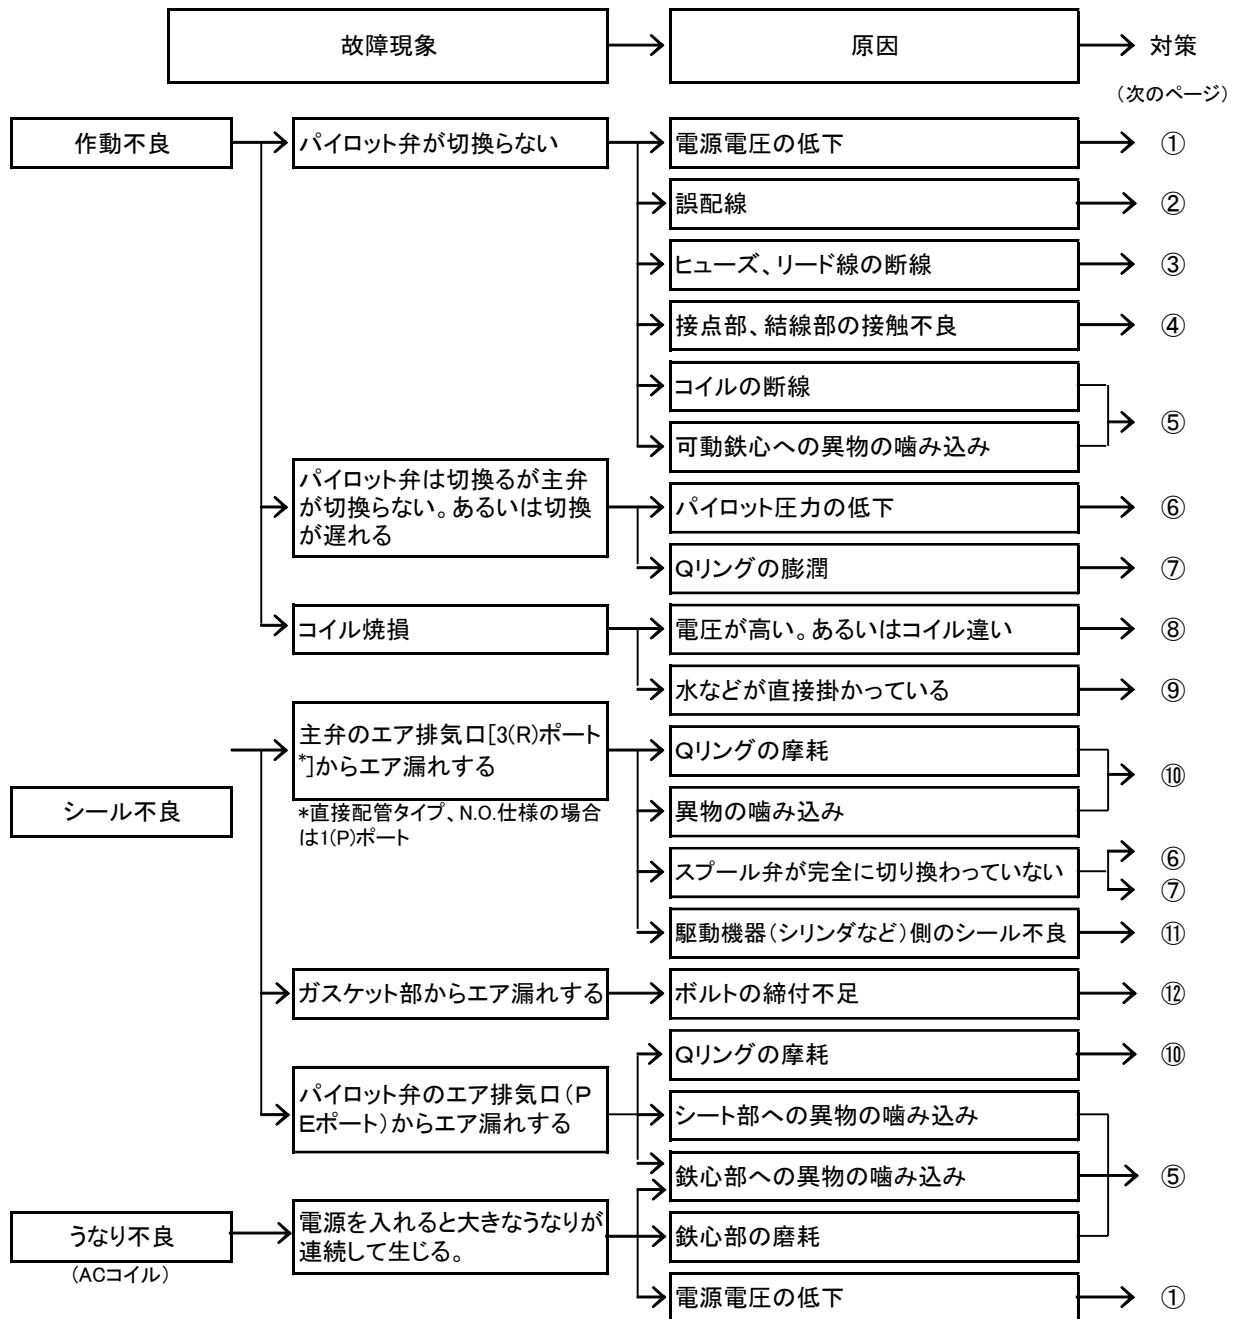 故障現象
原因
対策
（次のページ）
作動不良
パイロット弁が切換らない
電源電圧の低下
①
誤配線
②
ヒューズ、リード線の断線
③
接点部、結線部の接触不良
④
コイルの断線
⑤
可動鉄心への異物の噛み込み
パイロット弁は切換るが主弁
が切換らない。あるいは切換
が遅れる
パイロット圧力の低下
⑥
Qリングの膨潤
⑦
コイル焼損
電圧が高い。あるいはコイル違い
⑧
水などが直接掛かっている
⑨
シール不良
主弁のエア排気口[3(R)ポート
*]からエア漏れする
*直接配管タイプ、N.O.仕様の場合
は1(P)ポート
Qリングの摩耗
⑩
異物の噛み込み
スプール弁が完全に切り換わっていない
⑥
⑦
駆動機器（シリンダなど）側のシール不良
⑪
ガスケット部からエア漏れする
ボルトの締付不足
⑫
パイロット弁のエア排気口（P
Eポート）からエア漏れする
Qリングの摩耗
⑩
シート部への異物の噛み込み
鉄心部への異物の噛み込み
⑤
うなり不良
（ACコイル）
電源を入れると大きなうなりが
連続して生じる。
鉄心部の磨耗
電源電圧の低下
①